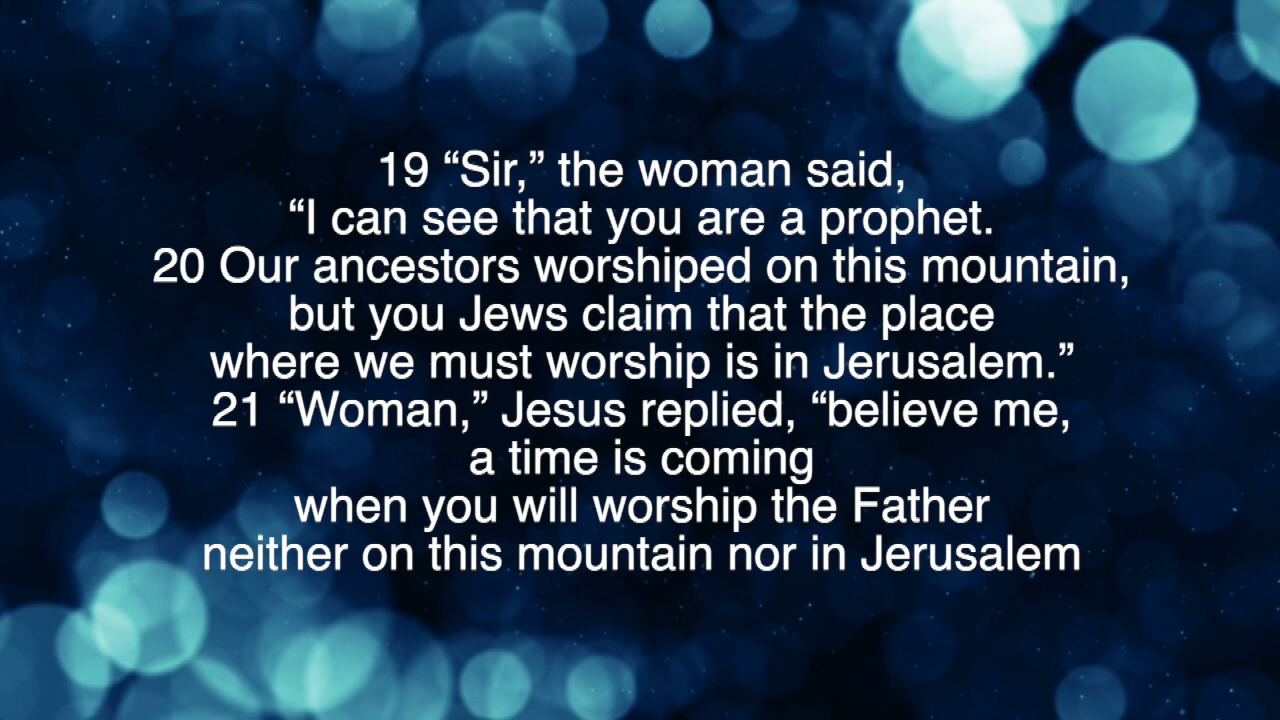 19 “Sir,” the woman said,
“I can see that you are a prophet.
20 Our ancestors worshiped on this mountain,
but you Jews claim that the place
where we must worship is in Jerusalem.”
21 “Woman,” Jesus replied, “believe me,
a time is coming
when you will worship the Father
neither on this mountain nor in Jerusalem